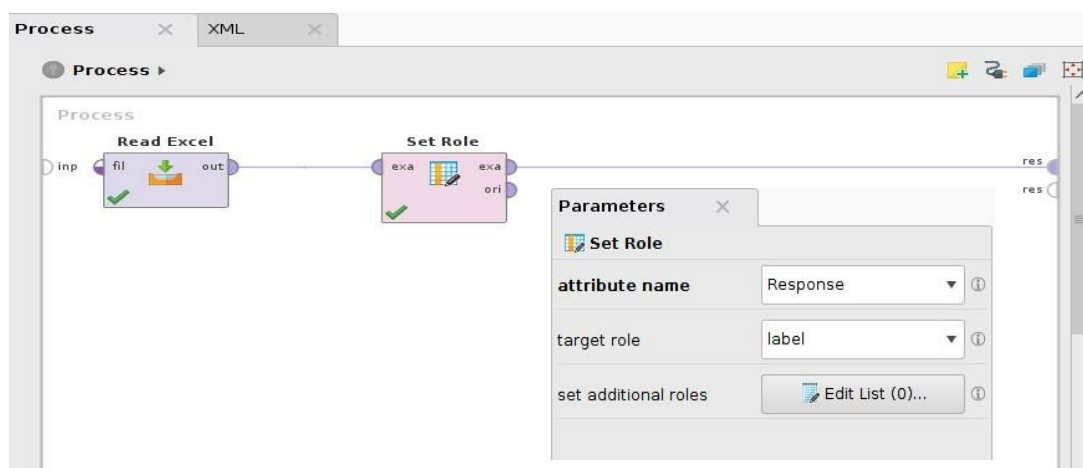 Process XML
Process
Process
Read Excel Set Role
inp fil out exa exa res
ori res
Parameters
Set Role
attribute name Response
target role label
set additional roles Edit List (0)...